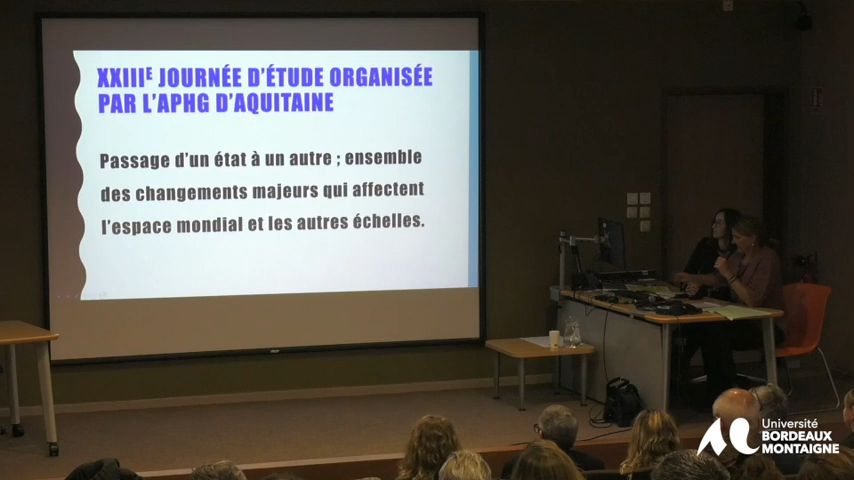 XXIIIE JOURNÉE D'ÉTUDE ORGANISÉE
PAR L'APHG D'AQUITAINE
Passage d'un état à un autre ; ensemble
des changements majeurs qui affectent
l'espace mondial et les autres échelles.
Université
BORDEAUX
MONTAIGNE